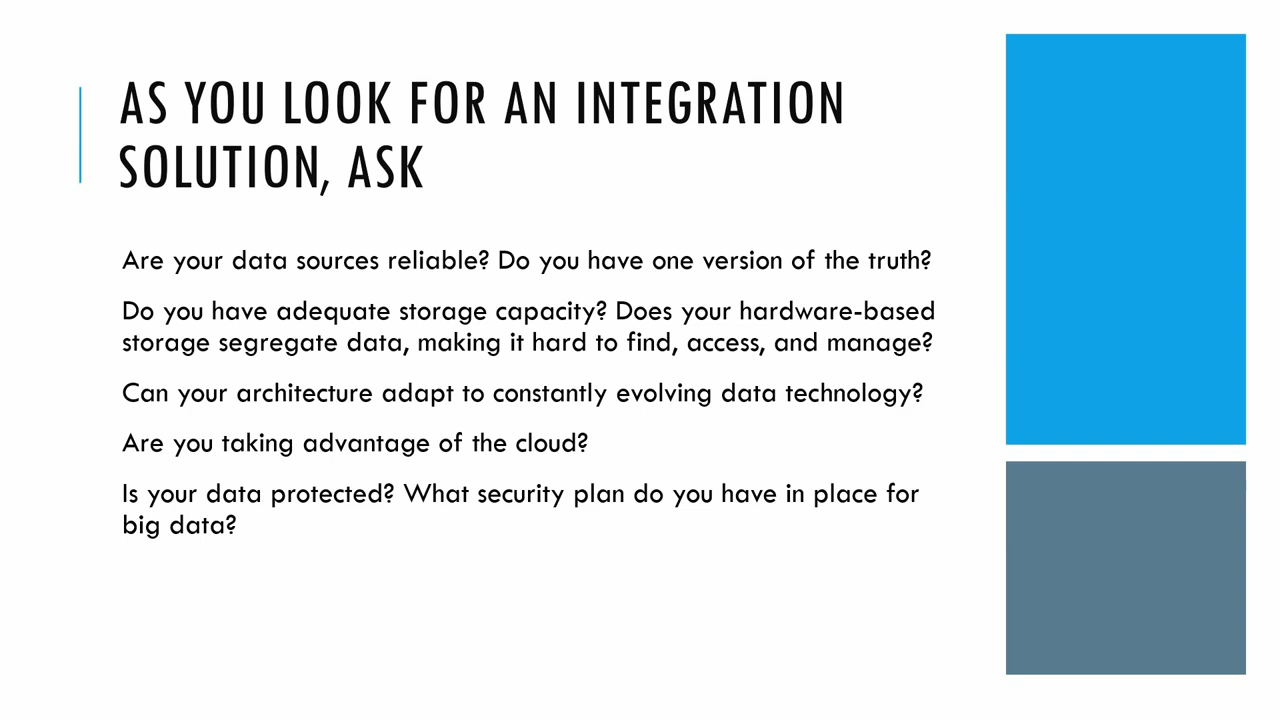 AS YOU LOOK FOR AN INTEGRATION
SOLUTION, ASK
Are your data sources reliable? Do you have one version of the truth?
Do you have adequate storage capacity? Does your hardware-based
storage segregate data, making it hard to find, access, and manage?
Can your architecture adapt to constantly evolving data technology?
Are you taking advantage of the cloud?
Is your data protected? What security plan do you have in place for
big data?